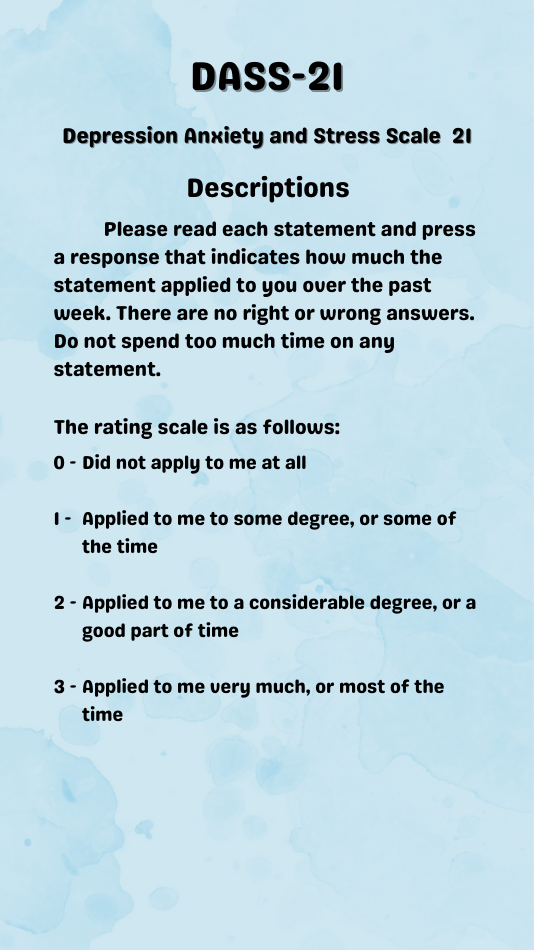 DASS-21
Depression Anxiety and Stress Scale 21
Descriptions
Please read each statement and press
a response that indicates how much the
statement applied to you over the past
week. There are no right or wrong answers.
Do not spend too much time on any
statement.
The rating scale is as follows:
0 - Did not apply to me at all
1 - Applied to me to some degree, or some of
the time
2 - Applied to me to a considerable degree, or a
good part of time
3 - Applied to me very much, or most of the
time